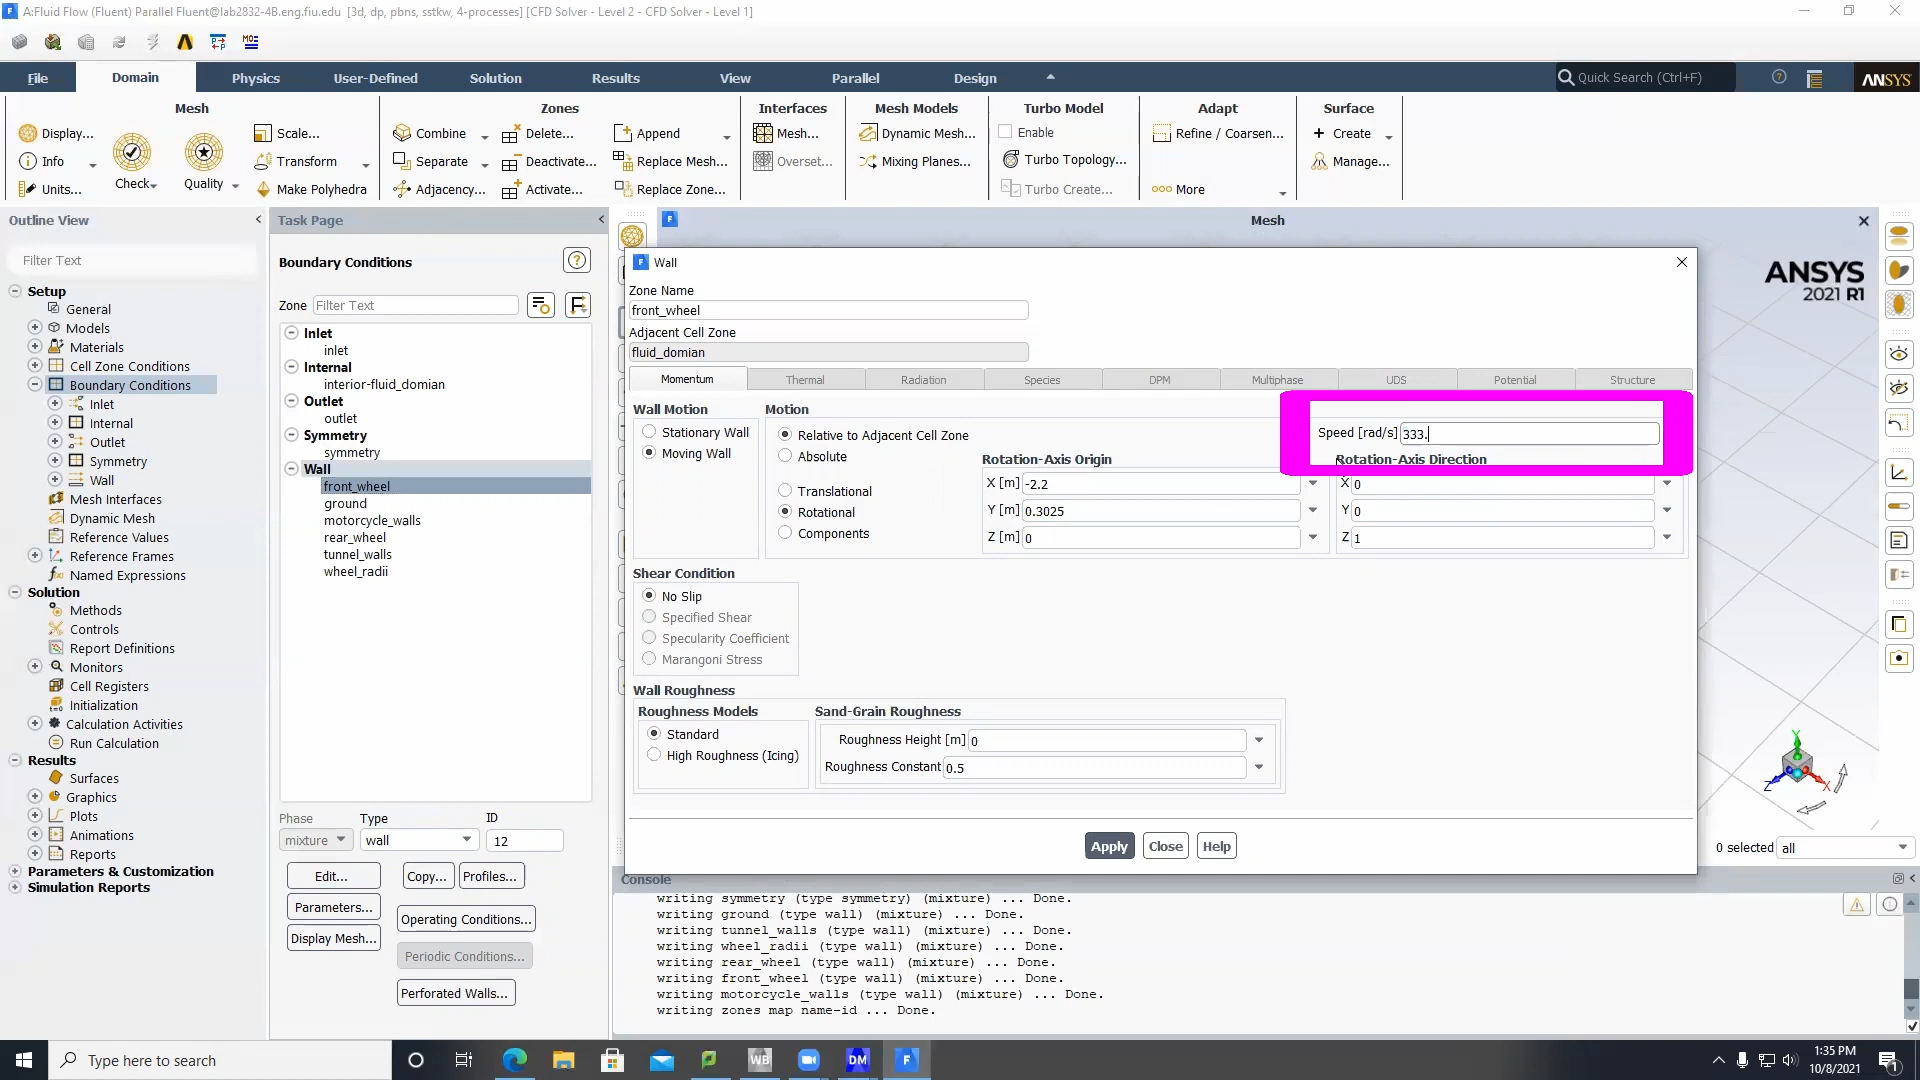 A:Fluid Flow (Fluent) Parallel Fluent@lab2832-4B.eng.fiu.edu [3d, dp, pbns, sstkw, 4-processes] [CFD Solver - Level 2 - CFD Solver - Level 1]
File Domain Physics User-Defined Solution Results View Parallel Design Quick Search (Ctrl+F) ANSYS
Mesh Zones Interfaces Mesh Models Turbo Model Adapt Surface
Display... Scale... Combine Delete... Append Mesh... Dynamic Mesh... Enable Refine / Coarsen... Create
Info Transform Separate Deactivate... Replace Mesh... Overset... Mixing Planes... Turbo Topology... Manage...
Units... Check Quality Make Polyhedra Adjacency... Activate... Replace Zone... Turbo Create... More
Outline View
Filter Text
Setup
General
Models
Materials
Cell Zone Conditions
Boundary Conditions
Inlet
Internal
Outlet
Symmetry
Wall
Mesh Interfaces
Dynamic Mesh
Reference Values
Reference Frames
Named Expressions
Solution
Methods
Controls
Report Definitions
Monitors
Cell Registers
Initialization
Calculation Activities
Run Calculation
Results
Surfaces
Graphics
Plots
Animations
Reports
Parameters & Customization
Simulation Reports
Task Page
Boundary Conditions
Zone Filter Text
Inlet
inlet
Internal
interior-fluid_domian
Outlet
outlet
Symmetry
symmetry
Wall
front_wheel
ground
motorcycle_walls
rear_wheel
tunnel_walls
wheel_radii
Phase Type ID
mixture wall 12
Edit... Copy... Profiles...
Parameters... Operating Conditions...
Display Mesh... Periodic Conditions...
Perforated Walls...
Mesh
ANSYS
2021 R1
Wall
Zone Name
front_wheel
Adjacent Cell Zone
fluid_domian
Momentum Thermal Radiation Species DPM Multiphase UDS Potential Structure
Wall Motion
Stationary Wall
Moving Wall
Motion
Relative to Adjacent Cell Zone
Absolute
Translational
Rotational
Components
Speed [rad/s] 333.
Rotation-Axis Origin
X [m] -2.2
Y [m] 0.3025
Z [m] 0
Rotation-Axis Direction
X 0
Y 0
Z 1
Shear Condition
No Slip
Specified Shear
Specularity Coefficient
Marangoni Stress
Wall Roughness
Roughness Models
Standard
High Roughness (Icing)
Sand-Grain Roughness
Roughness Height [m] 0
Roughness Constant 0.5
Apply Close Help
Y
Z X
0 selected all
Console
writing symmetry (type symmetry) (mixture) ... Done.
writing ground (type wall) (mixture) ... Done.
writing tunnel_walls (type wall) (mixture) ... Done.
writing wheel_radii (type wall) (mixture) ... Done.
writing rear_wheel (type wall) (mixture) ... Done.
writing front_wheel (type wall) (mixture) ... Done.
writing motorcycle_walls (type wall) (mixture) ... Done.
writing zones map name-id ... Done.
Type here to search
WB
DM
F
1:35 PM
10/8/2021
1